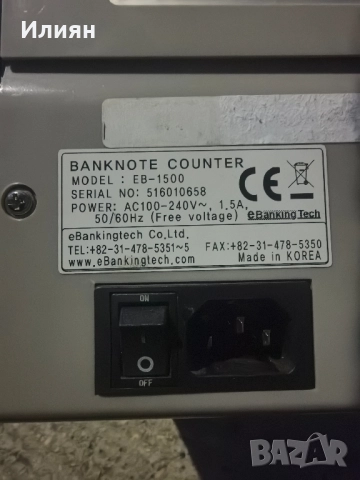 Илиян
BANKNOTE COUNTER
MODEL : EB-1500
SERIAL NO: 516010658
POWER: AC100-240V~, 1.5A,
50/60Hz (Free voltage)
CE
eBankingTech
eBankingtech Co,.Ltd.
TEL:+82-31-478-5351~5 FAX:+82-31-478-5350
www.eBankingtech.com Made in KOREA
ON
OFF
BAZAR